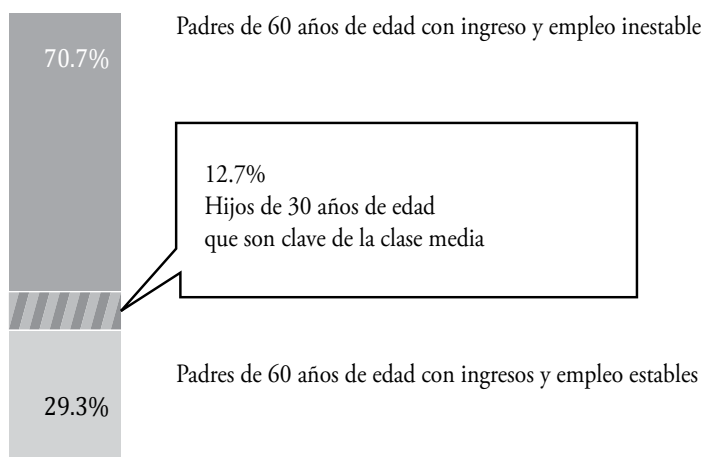 Padres de 60 años de edad con ingreso y empleo inestable
70.7%
12.7%
Hijos de 30 años de edad
que son clave de la clase media
Padres de 60 años de edad con ingresos y empleo estables
29.3%